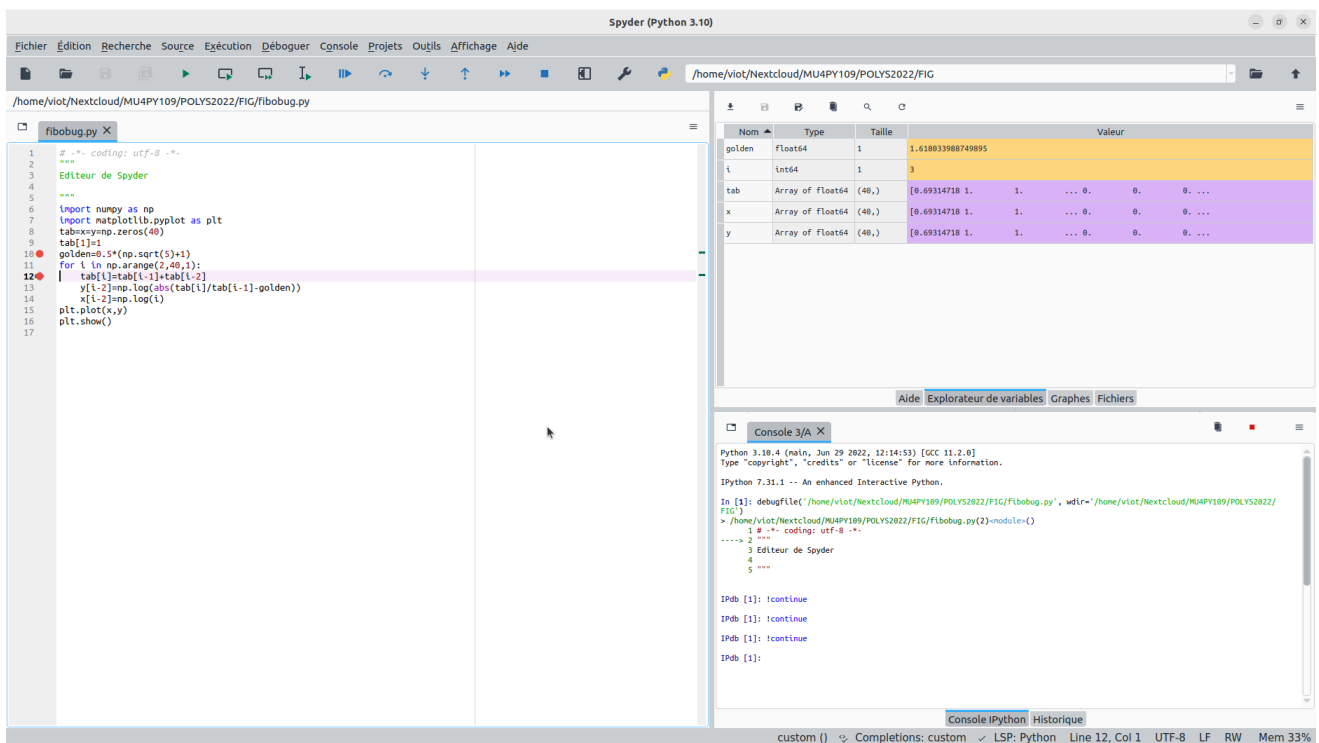 Spyder (Python 3.10)
Fichier Édition Recherche Source Exécution Déboguer Console Projets Outils Affichage Aide
/home/viot/Nextcloud/MU4PY109/POLYS2022/FIG
/home/viot/Nextcloud/MU4PY109/POLYS2022/FIG/fibobug.py
fibobug.py
1 # -*- coding: utf-8 -*-
2 """
3 Editeur de Spyder
4
5 """
6 import numpy as np
7 import matplotlib.pyplot as plt
8 tab=x=y=np.zeros(40)
9 tab[1]=1
10 golden=0.5*(np.sqrt(5)+1)
11 for i in np.arange(2,40,1):
12 tab[i]=tab[i-1]+tab[i-2]
13 y[i-2]=np.log(abs(tab[i]/tab[i-1]-golden))
14 x[i-2]=np.log(i)
15 plt.plot(x,y)
16 plt.show()
17
Nom Type Taille Valeur
golden float64 1 1.618033988749895
i int64 1 3
tab Array of float64 (40,) [0.69314718 1. 1. ... 0. 0. 0. ...
x Array of float64 (40,) [0.69314718 1. 1. ... 0. 0. 0. ...
y Array of float64 (40,) [0.69314718 1. 1. ... 0. 0. 0. ...
Aide Explorateur de variables Graphes Fichiers
Console 3/A
Python 3.10.4 (main, Jun 29 2022, 12:14:53) [GCC 11.2.0]
Type "copyright", "credits" or "license" for more information.
IPython 7.31.1 -- An enhanced Interactive Python.
In [1]: debugfile('/home/viot/Nextcloud/MU4PY109/POLYS2022/FIG/fibobug.py', wdir='/home/viot/Nextcloud/MU4PY109/POLYS2022/
FIG')
> /home/viot/Nextcloud/MU4PY109/POLYS2022/FIG/fibobug.py(2)<module>()
1 # -*- coding: utf-8 -*-
----> 2 """
3 Editeur de Spyder
4
5 """
IPdb [1]: !continue
IPdb [1]: !continue
IPdb [1]: !continue
IPdb [1]:
Console IPython Historique
custom () Completions: custom LSP: Python Line 12, Col 1 UTF-8 LF RW Mem 33%